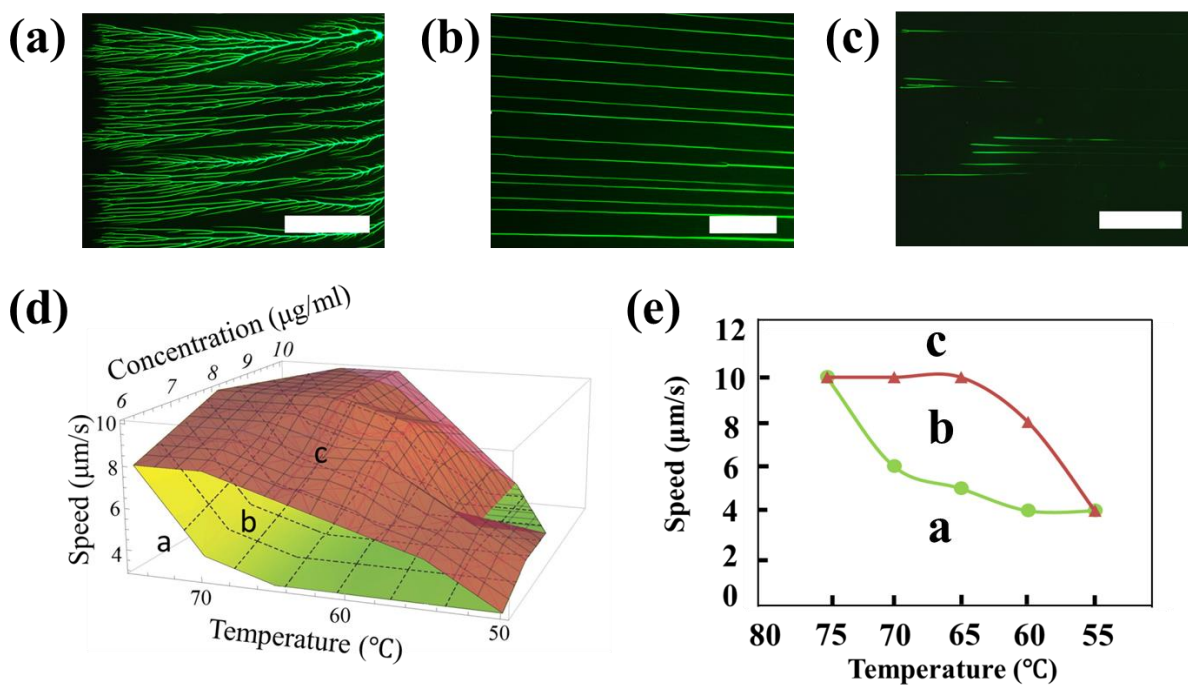 (a)
(b)
(c)
(d)
Concentration (μg/ml)
6 7 8 9 10
Speed (μm/s)
10
8
6
4
a
b
c
70 60 50
Temperature (℃)
(e)
Speed (μm/s)
12
10
8
6
4
2
0
c
b
a
80 75 70 65 60 55
Temperature (℃)